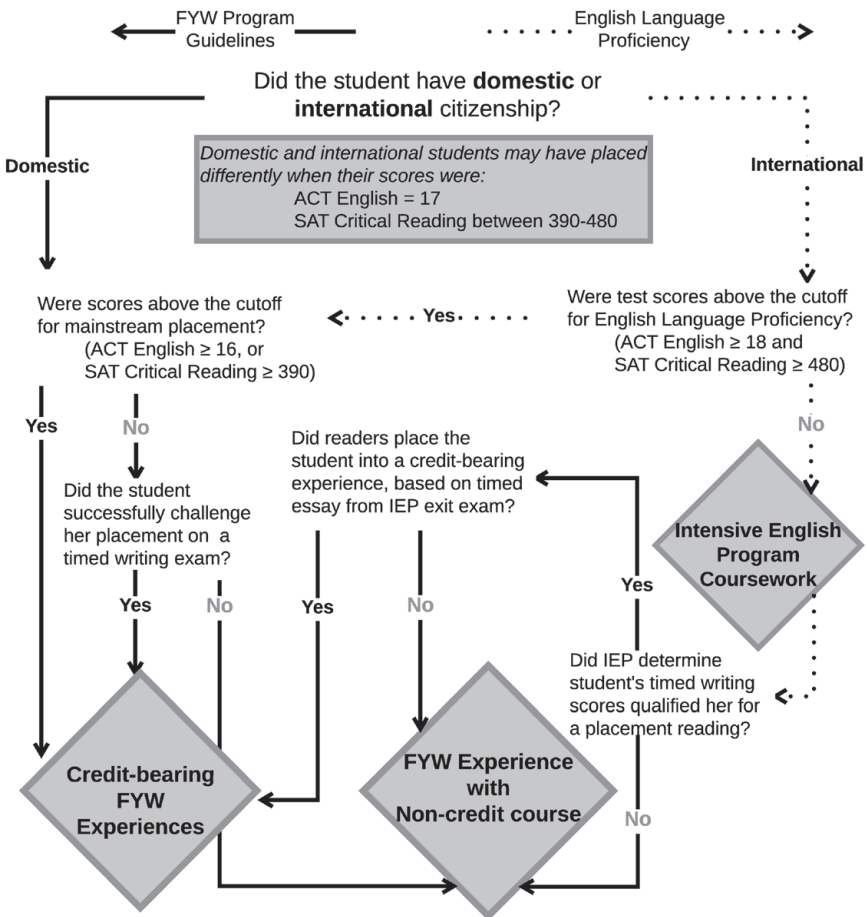 FYW Program
Guidelines
English Language
Proficiency
Did the student have domestic or
international citizenship?
Domestic
International
Domestic and international students may have placed
differently when their scores were:
ACT English = 17
SAT Critical Reading between 390-480
Were scores above the cutoff
for mainstream placement?
(ACT English ≥ 16, or
SAT Critical Reading ≥ 390)
Yes
Were test scores above the cutoff
for English Language Proficiency?
(ACT English ≥ 18 and
SAT Critical Reading ≥ 480)
Yes
No
No
Did readers place the
student into a credit-bearing
experience, based on timed
essay from IEP exit exam?
Did the student
successfully challenge
her placement on a
timed writing exam?
Intensive English
Program
Coursework
Yes
No
Yes
No
Yes
Did IEP determine
student's timed writing
scores qualified her for
a placement reading?
Credit-bearing
FYW
Experiences
FYW Experience
with
Non-credit course
No